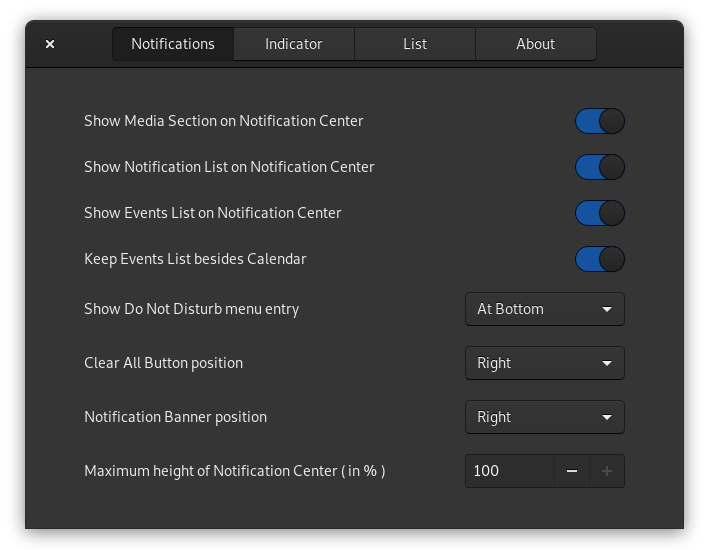 Notifications Indicator List About
Show Media Section on Notification Center
Show Notification List on Notification Center
Show Events List on Notification Center
Keep Events List besides Calendar
Show Do Not Disturb menu entry At Bottom
Clear All Button position Right
Notification Banner position Right
Maximum height of Notification Center ( in % ) 100